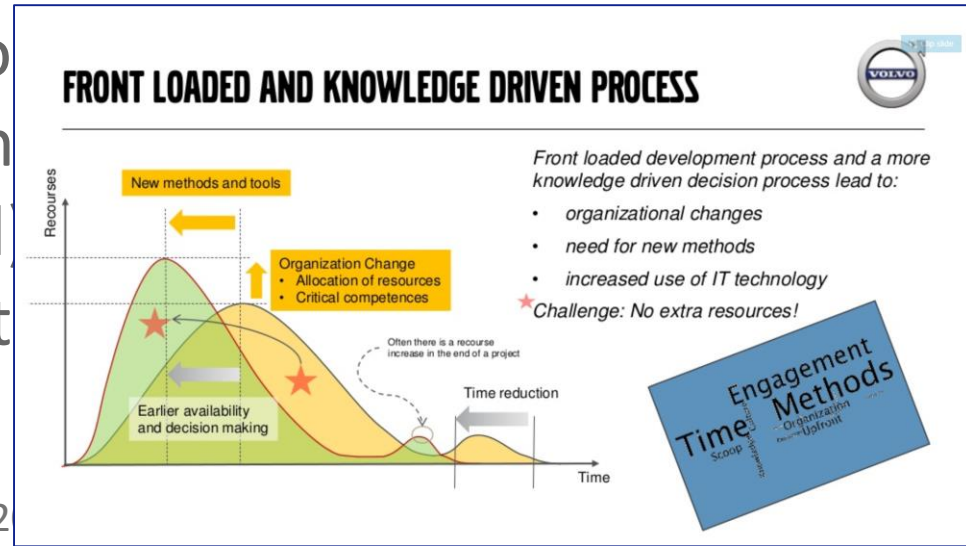 FRONT LOADED AND KNOWLEDGE DRIVEN PROCESS
VOLVO
Recourses
New methods and tools
Organization Change
• Allocation of resources
• Critical competences
Often there is a recourse
increase in the end of a project
Earlier availability
and decision making
Time reduction
Time
Front loaded development process and a more
knowledge driven decision process lead to:
• organizational changes
• need for new methods
• increased use of IT technology
Challenge: No extra resources!
Engagement
Methods
Time
Organization
Upfront
Scoop